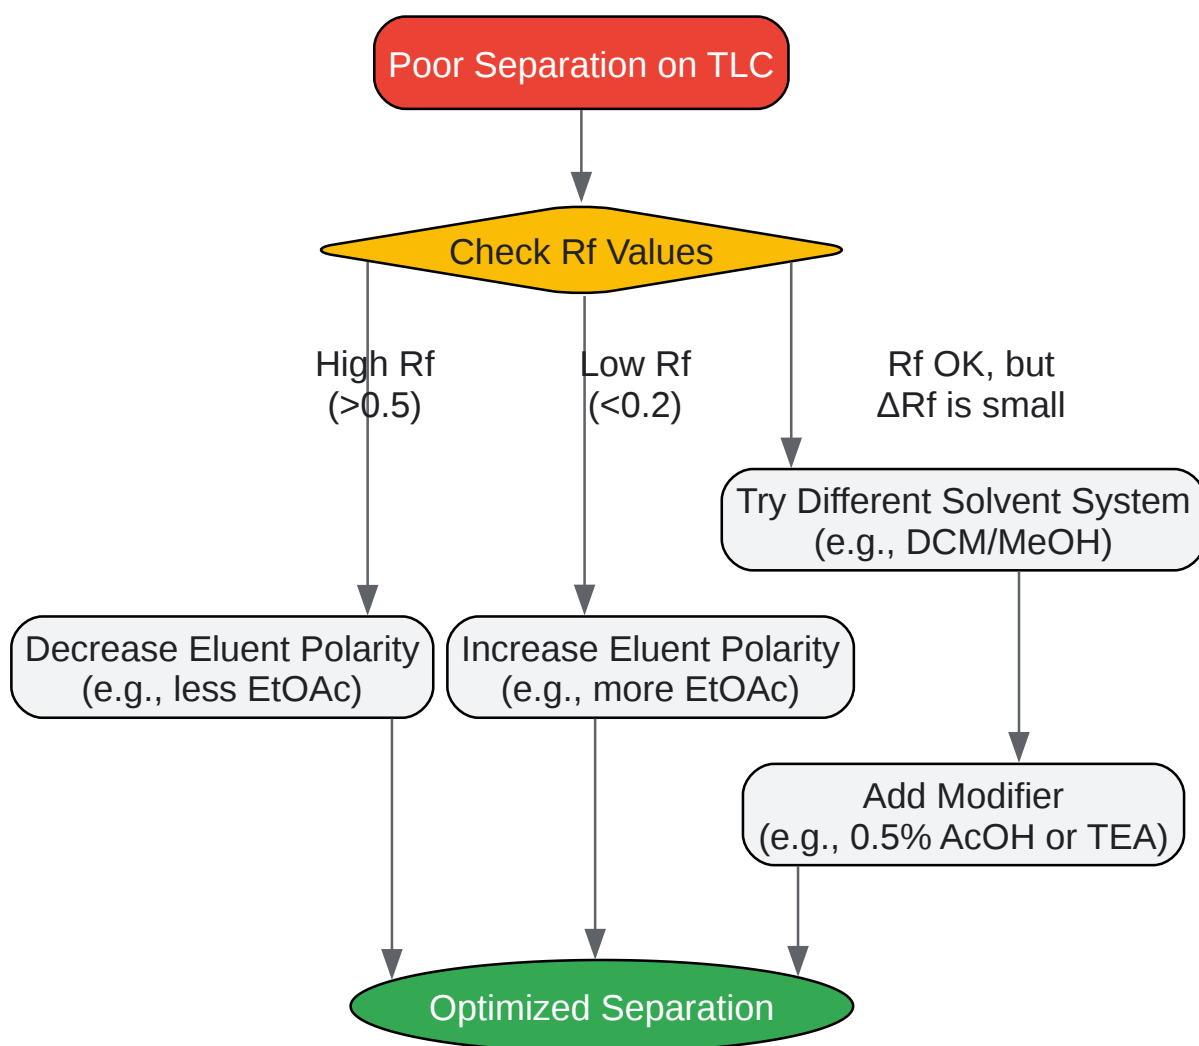 Poor Separation on TLC
Check Rf Values
High Rf
(>0.5)
Low Rf
(<0.2)
Rf OK, but
ΔRf is small
Try Different Solvent System
(e.g., DCM/MeOH)
Decrease Eluent Polarity
(e.g., less EtOAc)
Increase Eluent Polarity
(e.g., more EtOAc)
Add Modifier
(e.g., 0.5% AcOH or TEA)
Optimized Separation